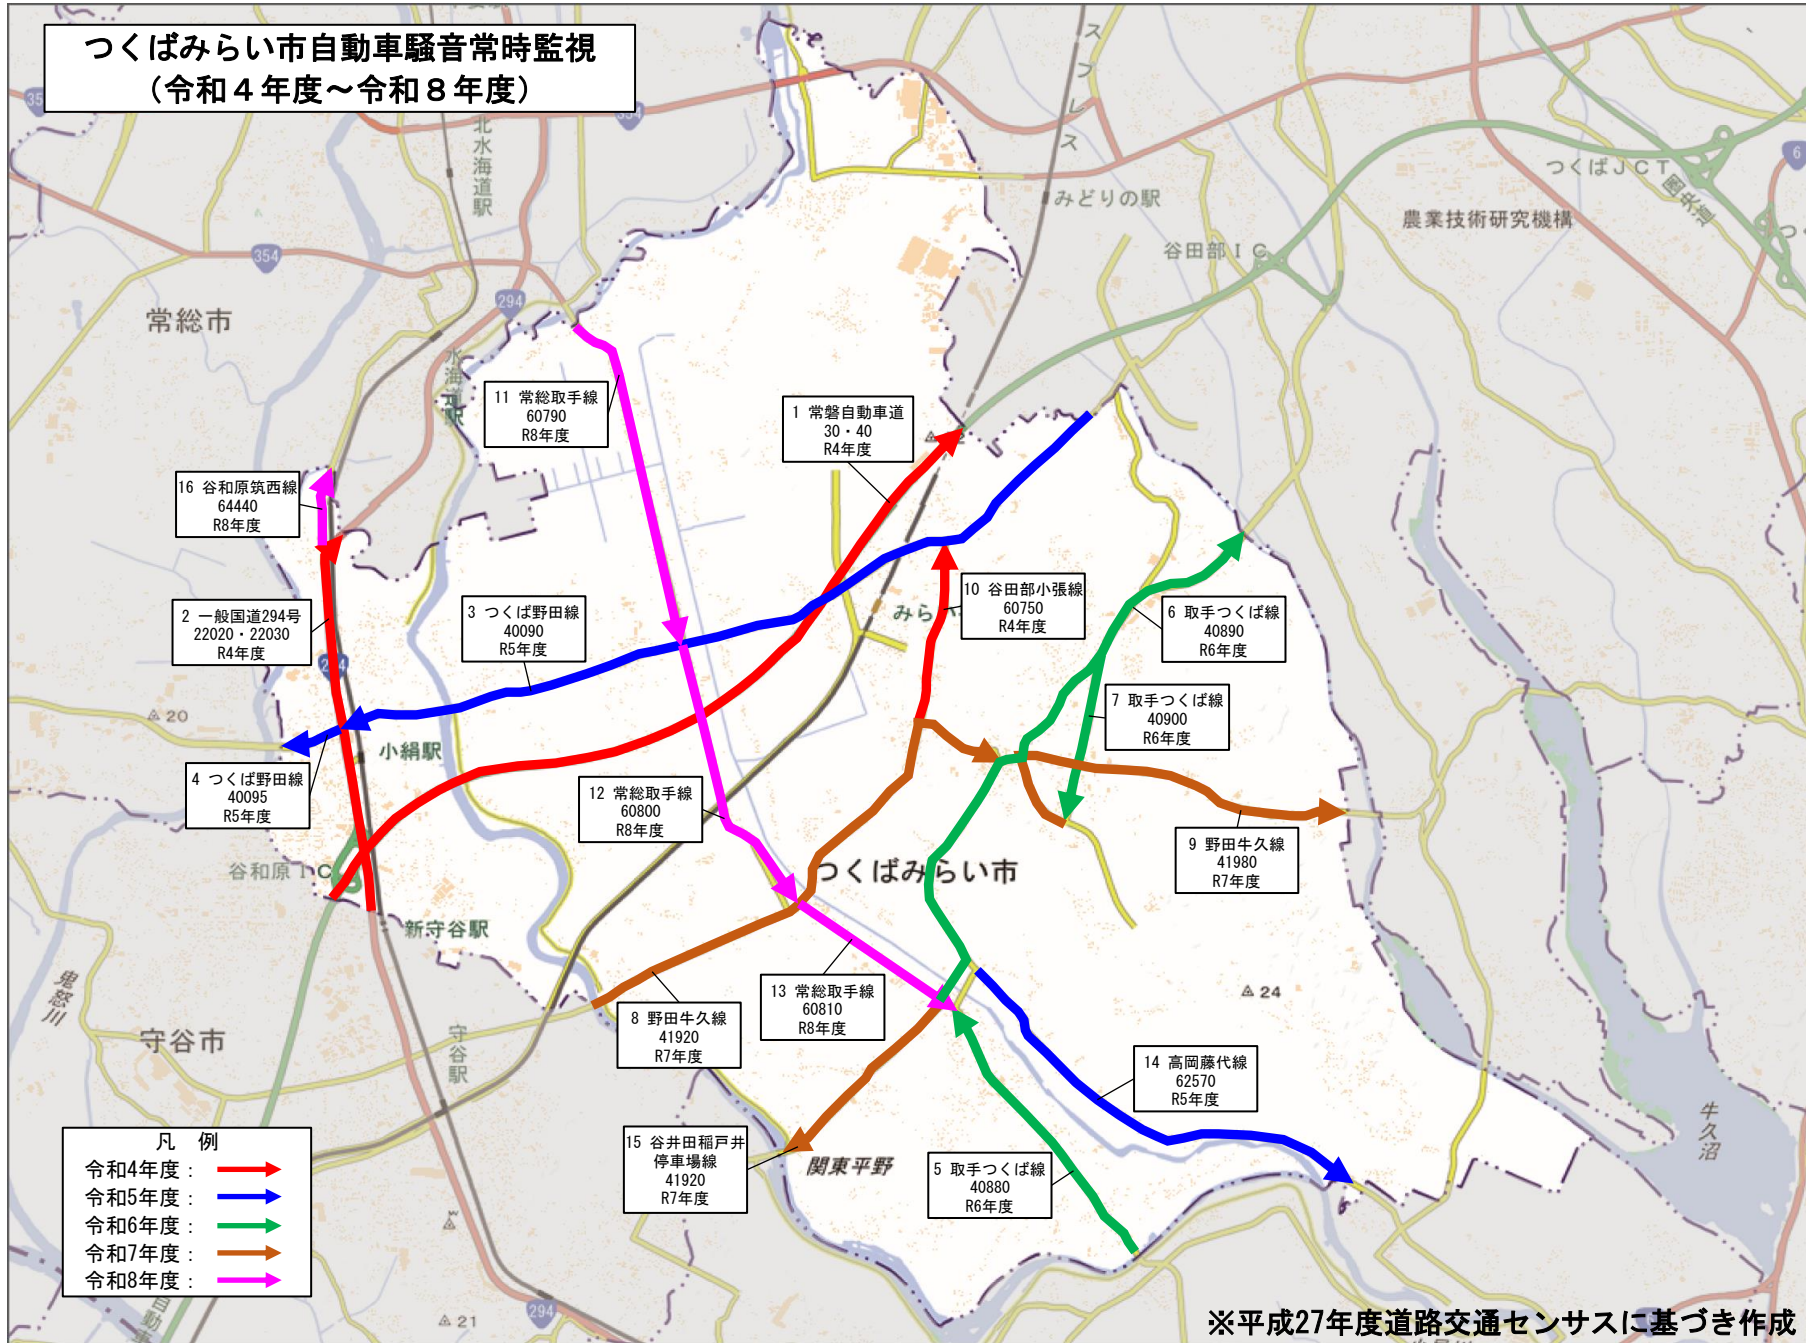 つくばみらい市自動車騒音常時監視
（令和４年度～令和８年度）
354
354
354
294
294
6
北水海道駅
スプレス
みどりの駅
つくばＪＣＴ
圏央道
農業技術研究機構
谷田部ＩＣ
常総市
水海道駅
11 常総取手線
60790
R8年度
1 常磐自動車道
30・40
R4年度
16 谷和原筑西線
64440
R8年度
2 一般国道294号
22020・22030
R4年度
3 つくば野田線
40090
R5年度
10 谷田部小張線
60750
R4年度
6 取手つくば線
40890
R6年度
7 取手つくば線
40900
R6年度
20
小絹駅
4 つくば野田線
40095
R5年度
12 常総取手線
60800
R8年度
9 野田牛久線
41980
R7年度
谷和原ＩＣ
つくばみらい市
新守谷駅
鬼怒川
守谷市
守谷駅
8 野田牛久線
41920
R7年度
13 常総取手線
60810
R8年度
24
14 高岡藤代線
62570
R5年度
牛久沼
15 谷井田稲戸井
停車場線
41920
R7年度
関東平野
5 取手つくば線
40880
R6年度
凡　例
令和4年度：
令和5年度：
令和6年度：
令和7年度：
令和8年度：
自動車
21
294
※平成27年度道路交通センサスに基づき作成